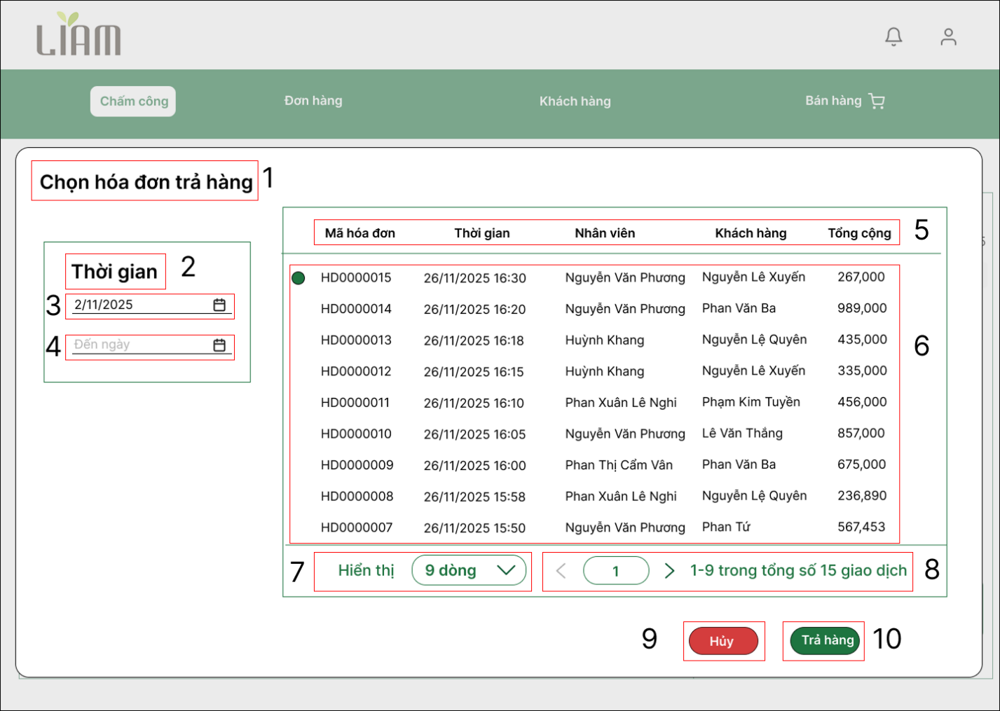 LIAM
Chấm công Đơn hàng Khách hàng Bán hàng
Chọn hóa đơn trả hàng 1
Thời gian 2
3 2/11/2025
4 Đến ngày
Mã hóa đơn Thời gian Nhân viên Khách hàng Tổng cộng 5
HD0000015 26/11/2025 16:30 Nguyễn Văn Phương Nguyễn Lê Xuyến 267,000
HD0000014 26/11/2025 16:20 Nguyễn Văn Phương Phan Văn Ba 989,000
HD0000013 26/11/2025 16:18 Huỳnh Khang Nguyễn Lệ Quyên 435,000
6
HD0000012 26/11/2025 16:15 Huỳnh Khang Nguyễn Lê Xuyến 335,000
HD0000011 26/11/2025 16:10 Phan Xuân Lê Nghi Phạm Kim Tuyền 456,000
HD0000010 26/11/2025 16:05 Nguyễn Văn Phương Lê Văn Thắng 857,000
HD0000009 26/11/2025 16:00 Phan Thị Cẩm Vân Phan Văn Ba 675,000
HD0000008 26/11/2025 15:58 Phan Xuân Lê Nghi Nguyễn Lệ Quyên 236,890
HD0000007 26/11/2025 15:50 Nguyễn Văn Phương Phan Tứ 567,453
7 Hiển thị 9 dòng 1 1-9 trong tổng số 15 giao dịch 8
9 Hủy Trả hàng 10